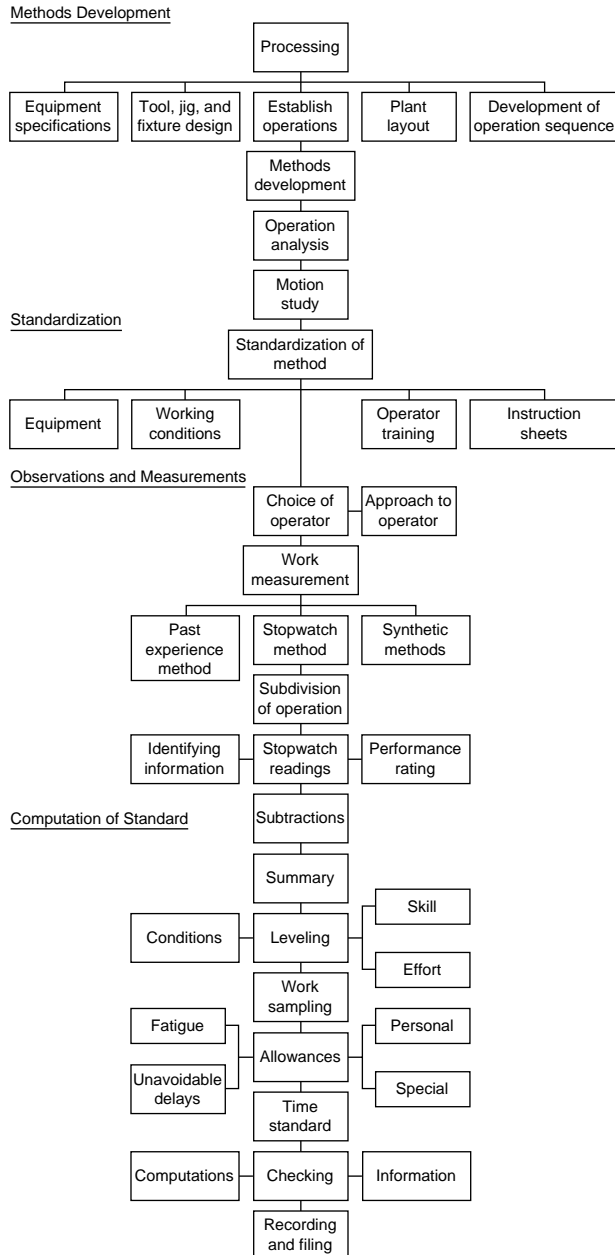 Methods Development
Processing
Equipment
specifications
Tool, jig, and
fixture design
Establish
operations
Plant
layout
Development of
operation sequence
Methods
development
Operation
analysis
Motion
study
Standardization
Standardization of
method
Equipment
Working
conditions
Operator
training
Instruction
sheets
Observations and Measurements
Choice of
operator
Approach to
operator
Work
measurement
Past
experience
method
Stopwatch
method
Synthetic
methods
Subdivision
of operation
Identifying
information
Stopwatch
readings
Performance
rating
Computation of Standard
Subtractions
Summary
Skill
Conditions
Leveling
Effort
Work
sampling
Fatigue
Personal
Allowances
Unavoidable
delays
Special
Time
standard
Computations
Checking
Information
Recording
and filing